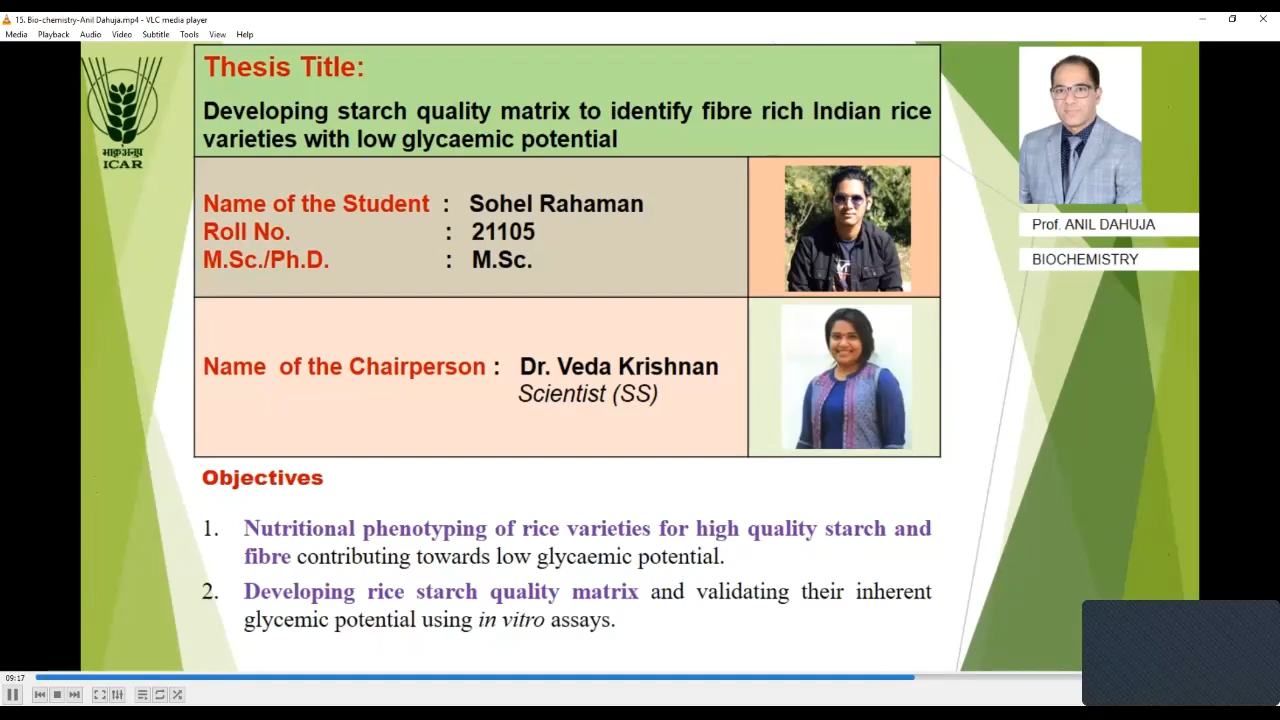 15. Bio-chemistry-Anil Dahuja.mp4 - VLC media player
Media Playback Audio Video Subtitle Tools View Help
Thesis Title:
Developing starch quality matrix to identify fibre rich Indian rice
varieties with low glycaemic potential
भाकृअनुप
ICAR
Name of the Student : Sohel Rahaman
Roll No. : 21105
M.Sc./Ph.D. : M.Sc.
Prof. ANIL DAHUJA
BIOCHEMISTRY
Name of the Chairperson : Dr. Veda Krishnan
Scientist (SS)
Objectives
1. Nutritional phenotyping of rice varieties for high quality starch and
fibre contributing towards low glycaemic potential.
2. Developing rice starch quality matrix and validating their inherent
glycemic potential using in vitro assays.
09:17